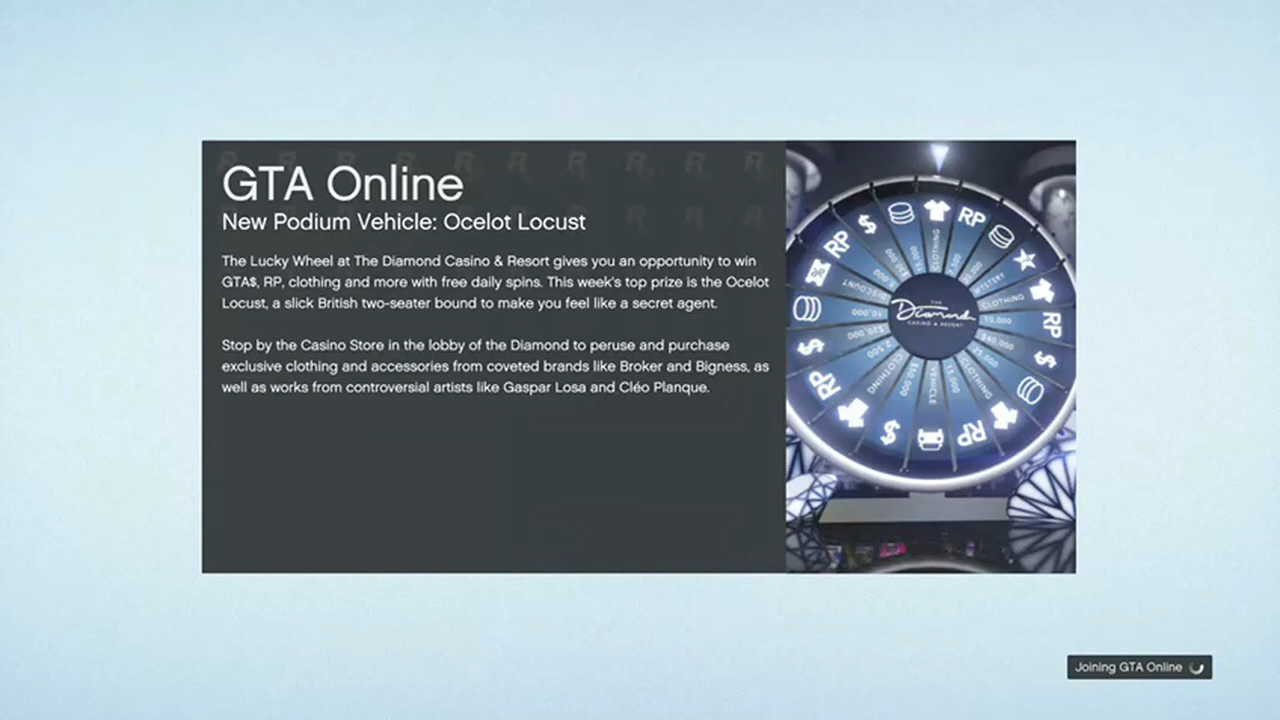 GTA Online
New Podium Vehicle: Ocelot Locust
The Lucky Wheel at The Diamond Casino & Resort gives you an opportunity to win
GTA$, RP, clothing and more with free daily spins. This week's top prize is the Ocelot
Locust, a slick British two-seater bound to make you feel like a secret agent.
Stop by the Casino Store in the lobby of the Diamond to peruse and purchase
exclusive clothing and accessories from coveted brands like Broker and Bigness, as
well as works from controversial artists like Gaspar Losa and Cléo Planque.
RP
$
RP
RP
$
RP
$
RP
$
CLOTHING
MYSTERY
CLOTHING
10,000
CLOTHING
VEHICLE
CLOTHING
DISCOUNT
THE
Diamond
CASINO & RESORT
Joining GTA Online